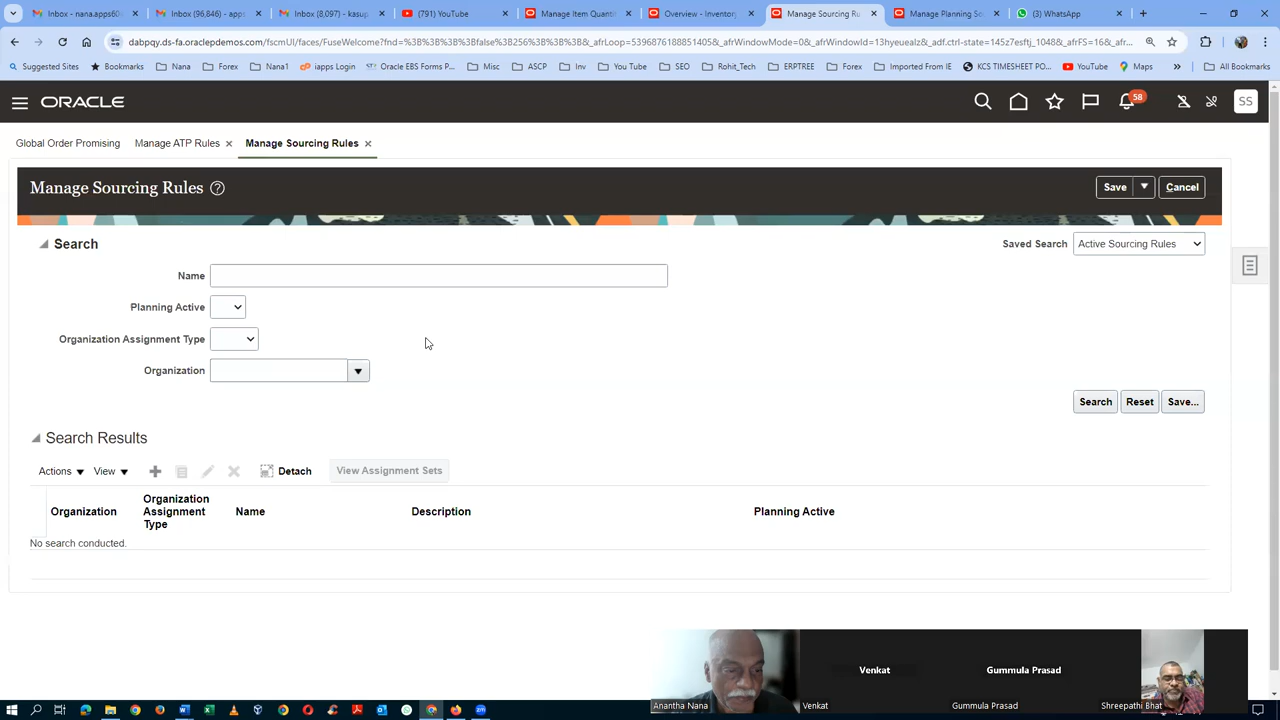 Inbox - nana.apps60
Inbox (96,846) - apps
Inbox (8,097) - kasup
(791) YouTube
Manage Item Quanti
Overview - Inventory
Manage Sourcing Ru
Manage Planning So
(3) WhatsApp
dabpqy.ds-fa.oraclepdemos.com/fscmUI/faces/FuseWelcome?fnd=%3B%3B%3B%3Bfalse%3B256%3B%3B%3B&_afrLoop=5396876188851405&_afrWindowMode=0&_afrWindowId=13hyeuealz&_adf.ctrl-state=145z7esftj_1048&_afrFS=16&_afrMT=screen&_afrM...
Suggested Sites
Bookmarks
Nana
Forex
Nana1
iapps Login
Oracle EBS Forms P...
Misc
ASCP
Inv
You Tube
SEO
Rohit_Tech
ERPTREE
Forex
Imported From IE
KCS TIMESHEET PO...
YouTube
Maps
All Bookmarks
ORACLE
58
SS
Global Order Promising
Manage ATP Rules
Manage Sourcing Rules
Manage Sourcing Rules
Save
Cancel
Search
Saved Search
Active Sourcing Rules
Name
Planning Active
Organization Assignment Type
Organization
Search
Reset
Save...
Search Results
Actions
View
Detach
View Assignment Sets
Organization
Organization
Assignment
Type
Name
Description
Planning Active
No search conducted.
Venkat
Gummula Prasad
Anantha Nana
Venkat
Gummula Prasad
Shreepathi Bhat